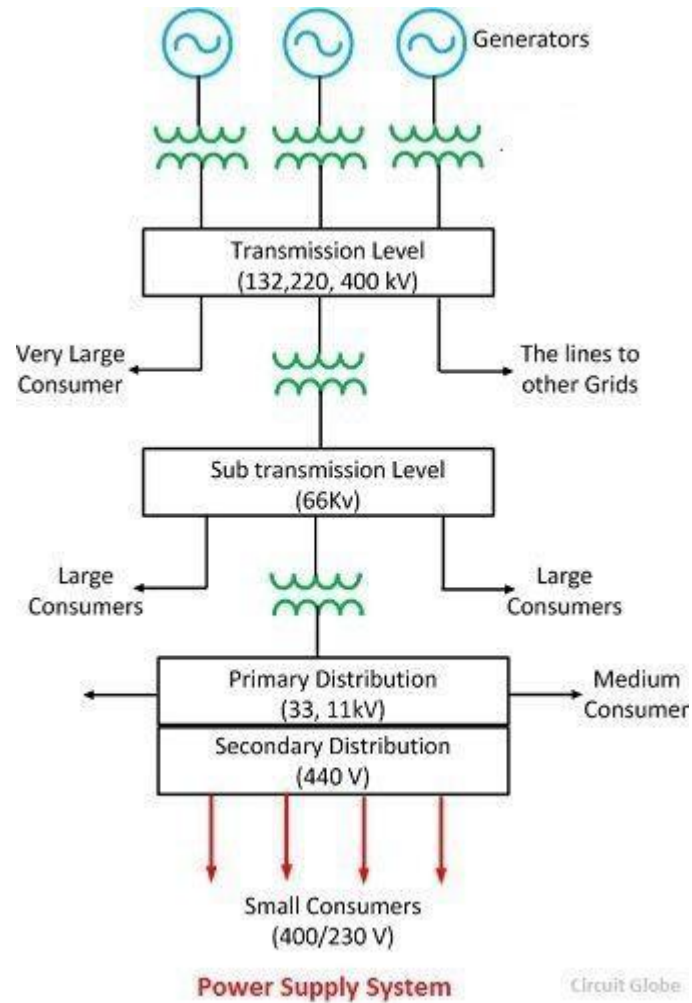 Generators
Transmission Level
(132,220, 400 kV)
Very Large
Consumer
The lines to
other Grids
Sub transmission Level
(66Kv)
Large
Consumers
Large
Consumers
Primary Distribution
(33, 11kV)
Medium
Consumer
Secondary Distribution
(440 V)
Small Consumers
(400/230 V)
Power Supply System
Circuit Globe